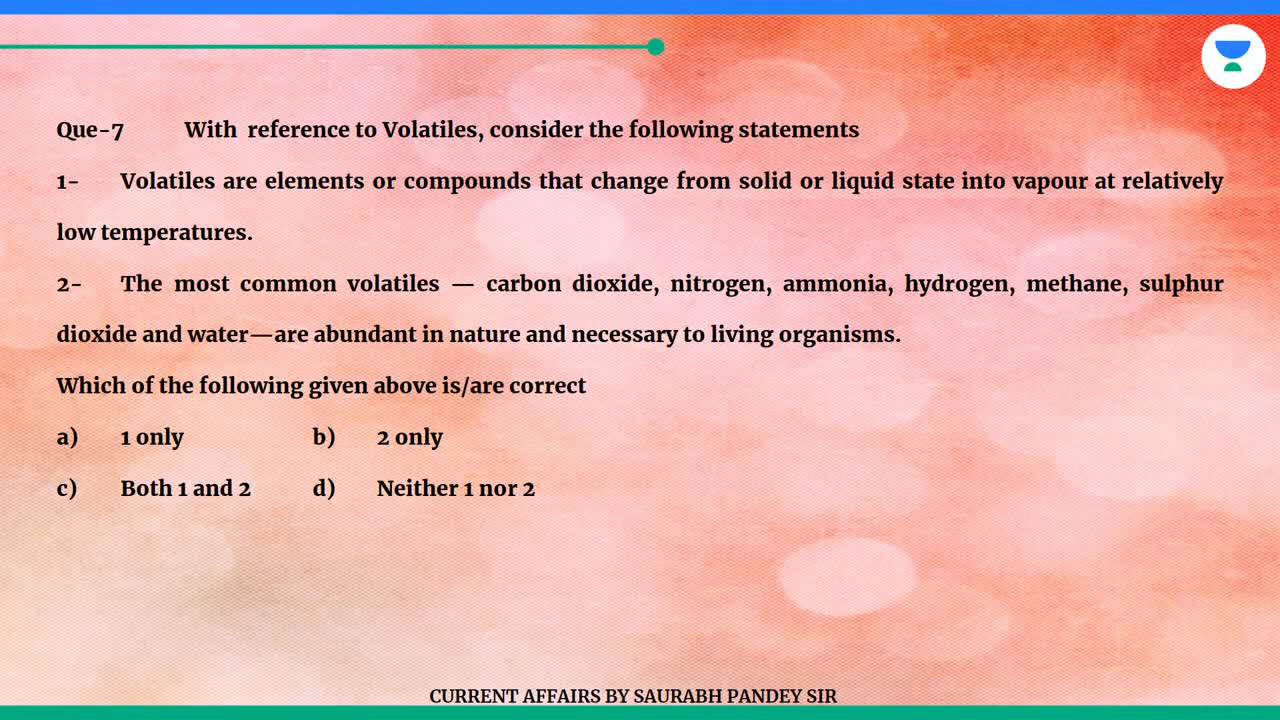 Que-7 With reference to Volatiles, consider the following statements
1- Volatiles are elements or compounds that change from solid or liquid state into vapour at relatively
low temperatures.
2- The most common volatiles — carbon dioxide, nitrogen, ammonia, hydrogen, methane, sulphur
dioxide and water—are abundant in nature and necessary to living organisms.
Which of the following given above is/are correct
a) 1 only b) 2 only
c) Both 1 and 2 d) Neither 1 nor 2
CURRENT AFFAIRS BY SAURABH PANDEY SIR